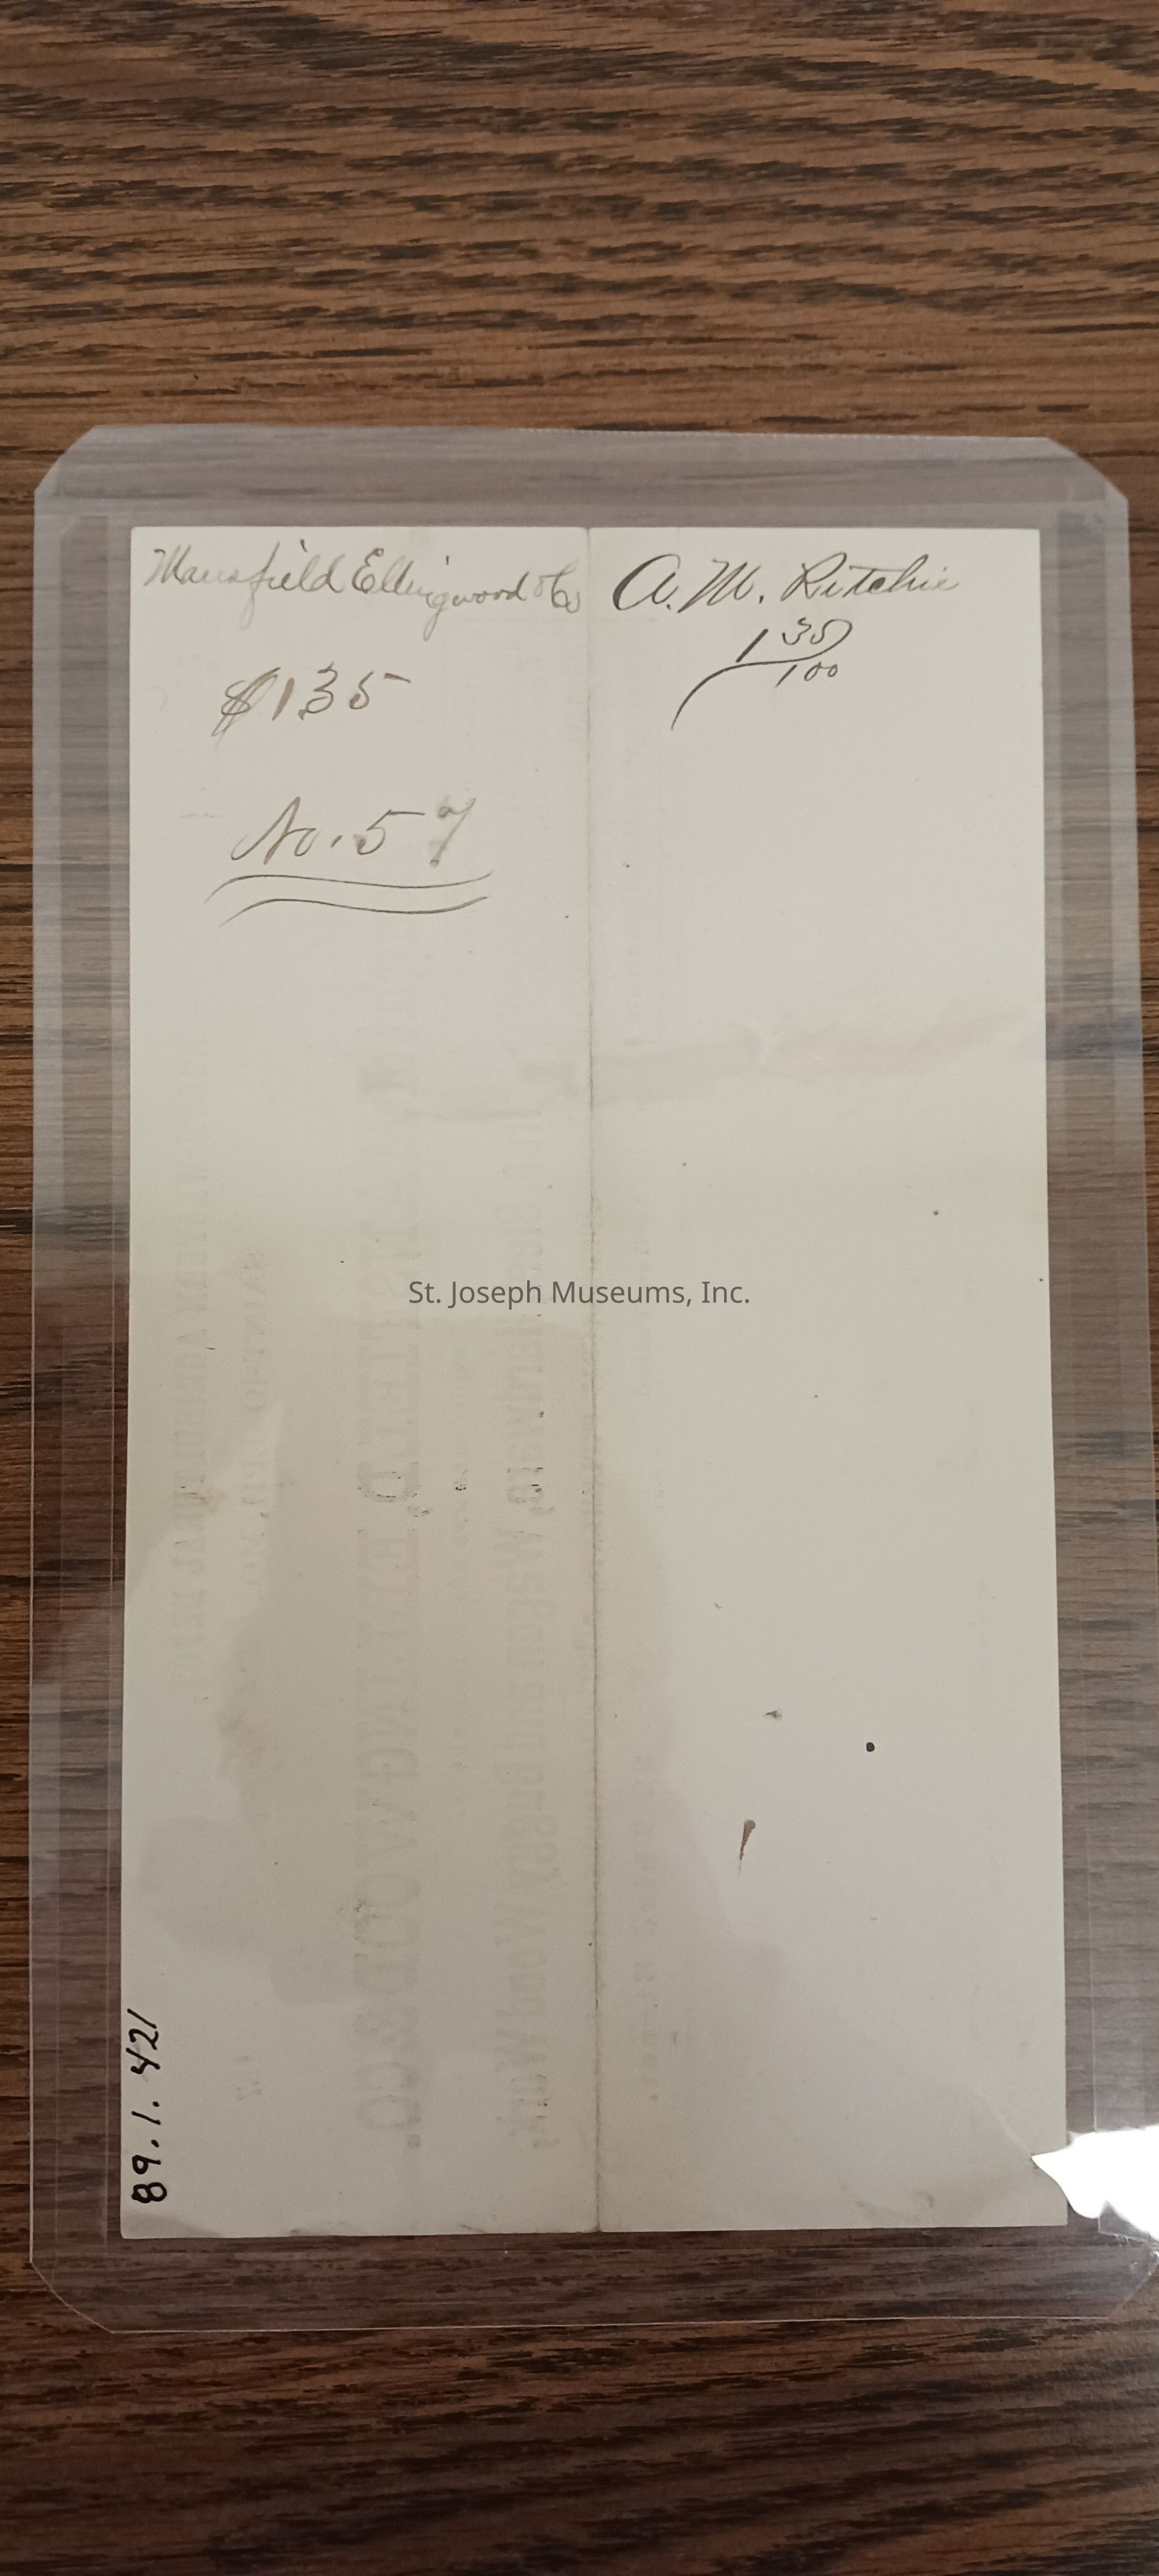 Mansfield Ellingwood & Co
$135
No. 57
A. M. Ritchie
1 35/100
St. Joseph Museums, Inc.
89.1.421